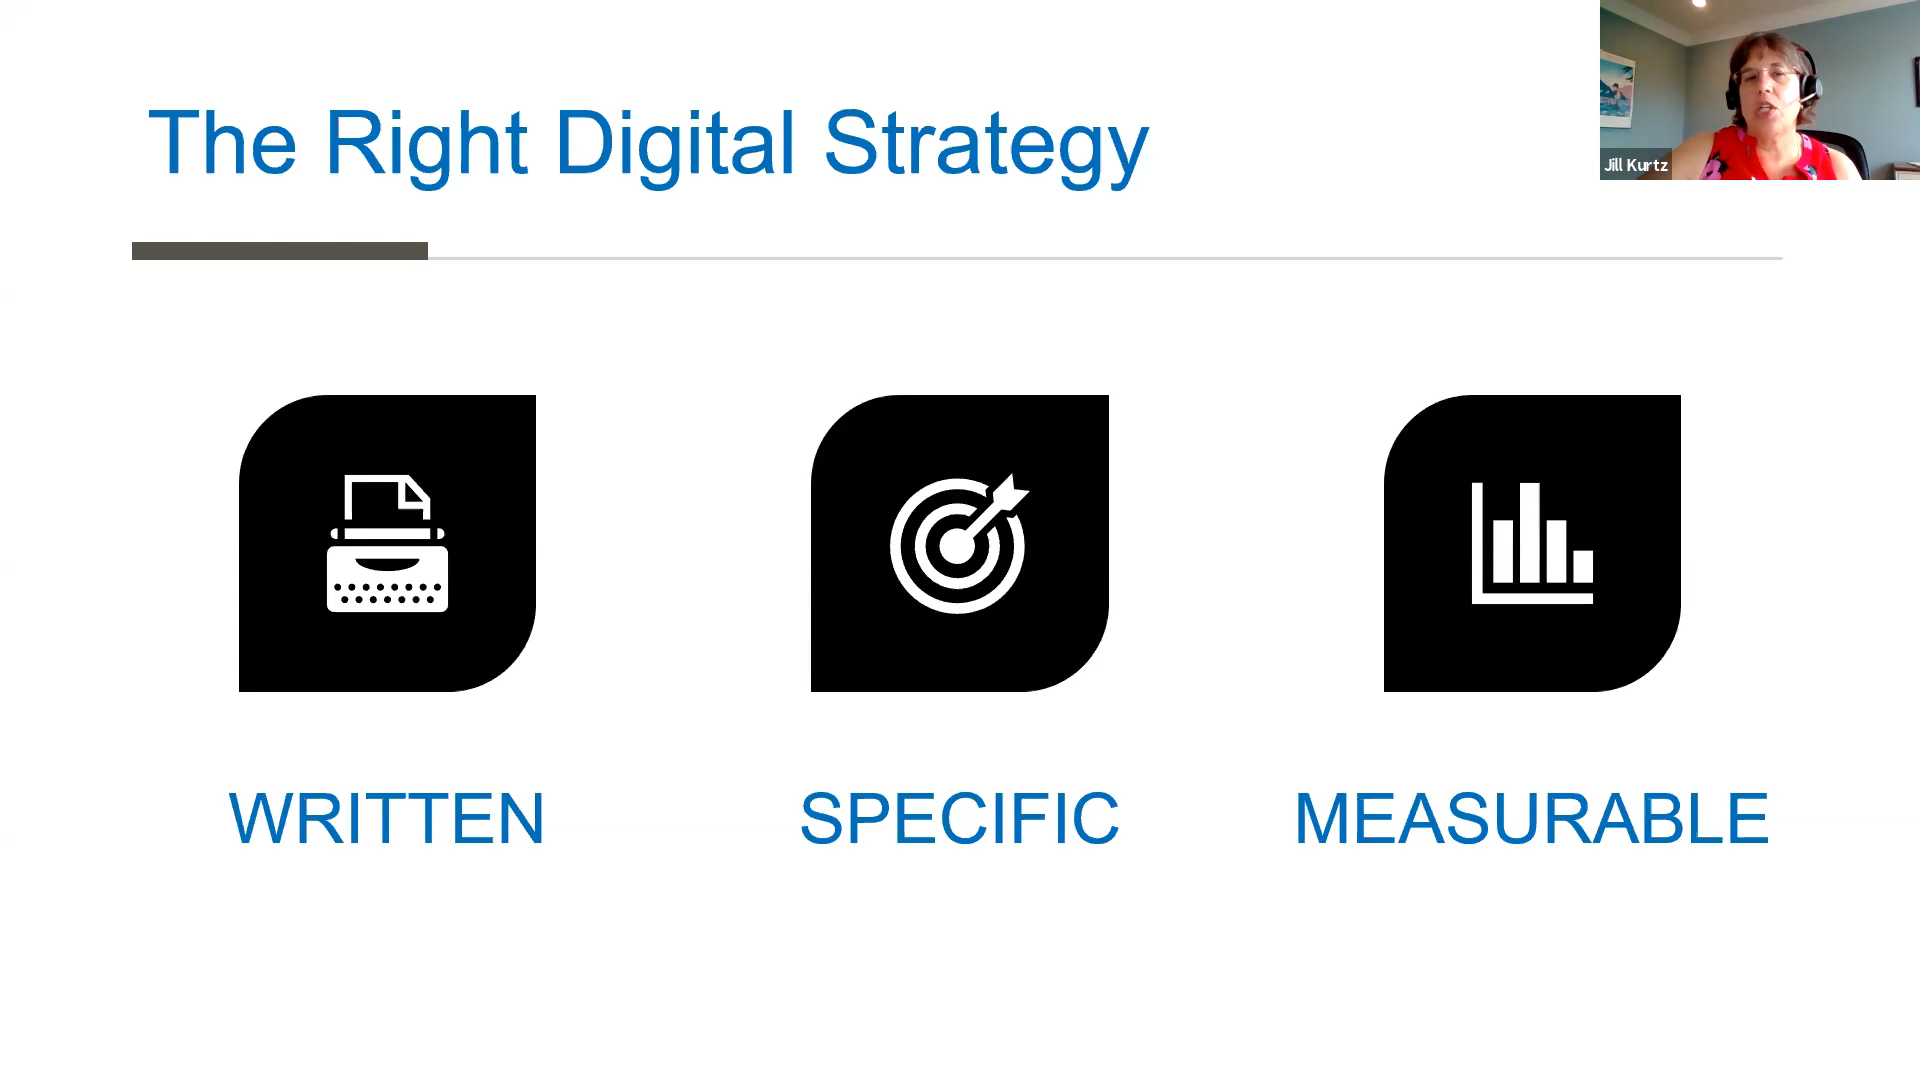 The Right Digital Strategy
Jill Kurtz
WRITTEN
SPECIFIC
MEASURABLE